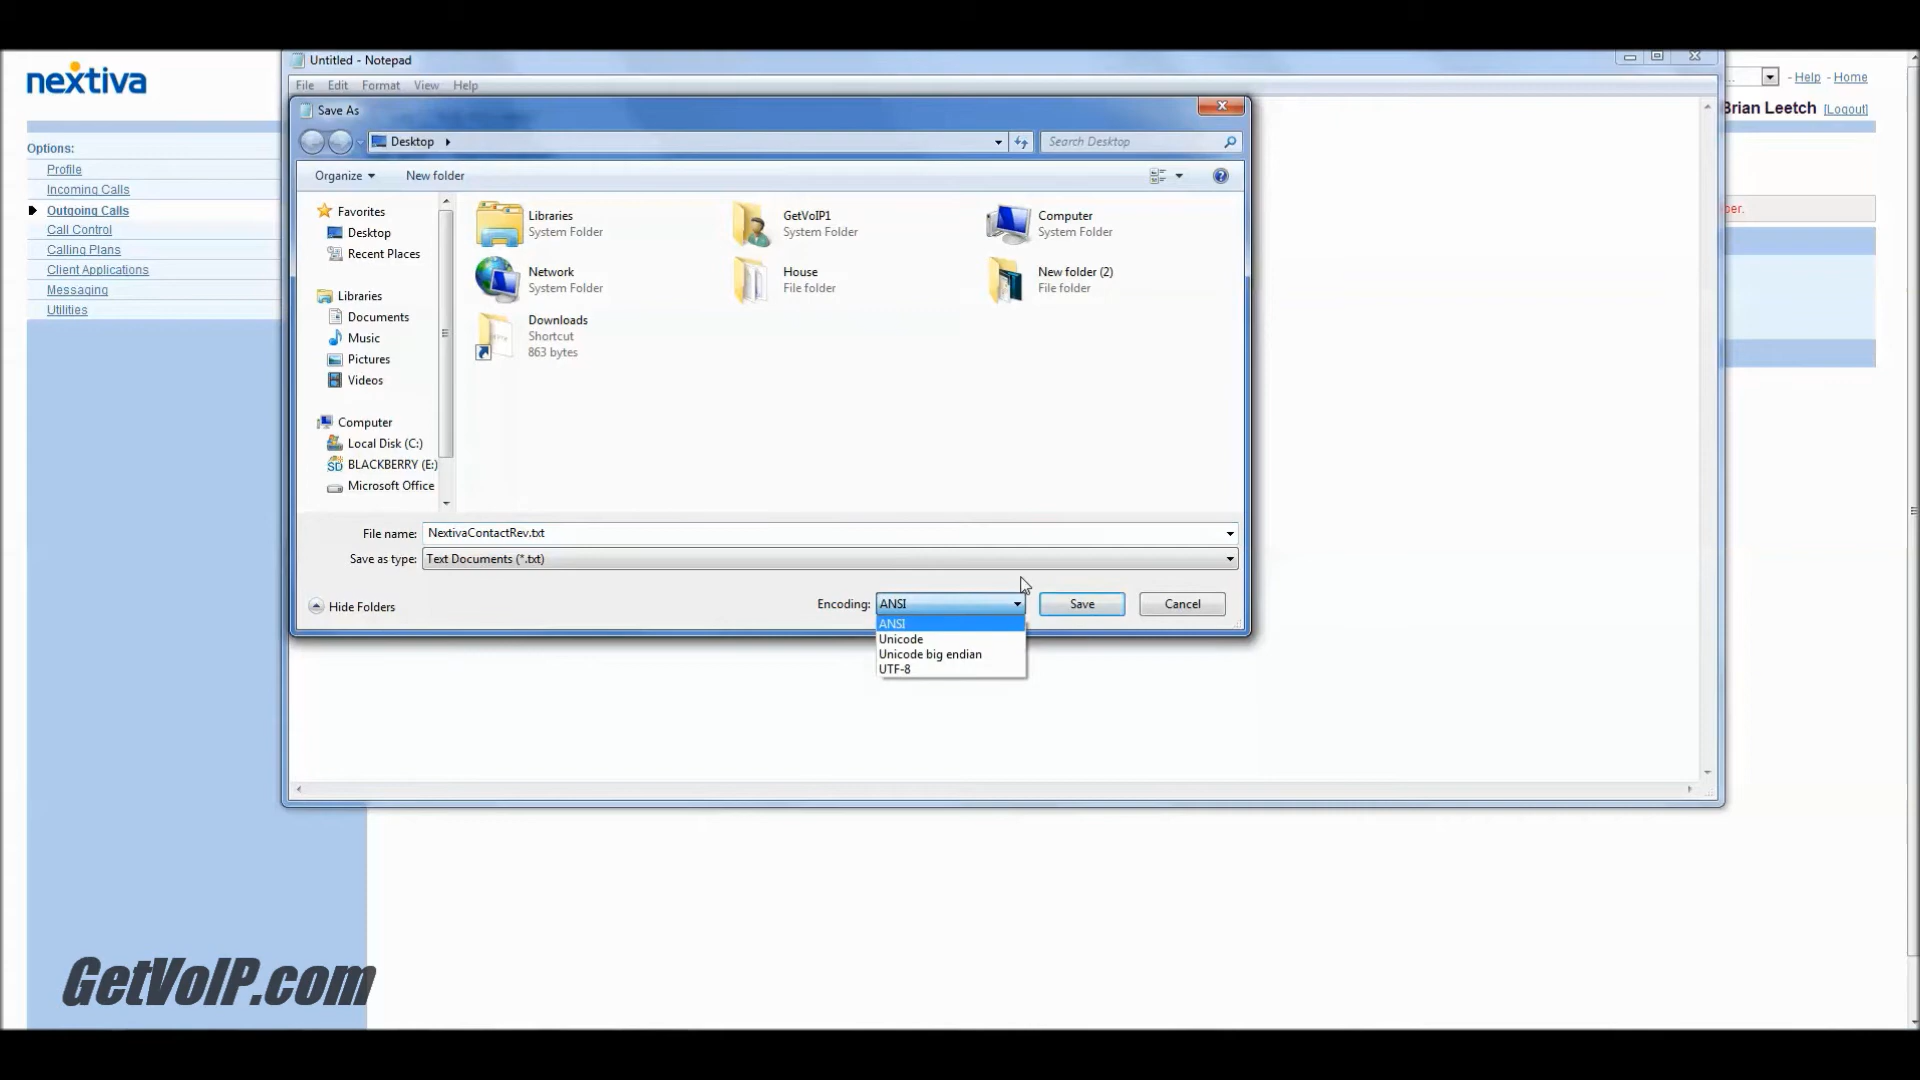 nextiva
Options:
Profile
Incoming Calls
Outgoing Calls
Call Control
Calling Plans
Client Applications
Messaging
Utilities
Untitled - Notepad
File Edit Format View Help
- Help - Home
Brian Leetch [Logout]
ber.
Save As
Desktop
Search Desktop
Organize New folder
Favorites
Desktop
Recent Places
Libraries
Documents
Music
Pictures
Videos
Computer
Local Disk (C:)
BLACKBERRY (E:)
Microsoft Office
Libraries
System Folder
GetVoIP1
System Folder
Computer
System Folder
Network
System Folder
House
File folder
New folder (2)
File folder
Downloads
Shortcut
863 bytes
File name: NextivaContactRev.txt
Save as type: Text Documents (*.txt)
Hide Folders
Encoding: ANSI
Save
Cancel
ANSI
Unicode
Unicode big endian
UTF-8
GetVoIP.com